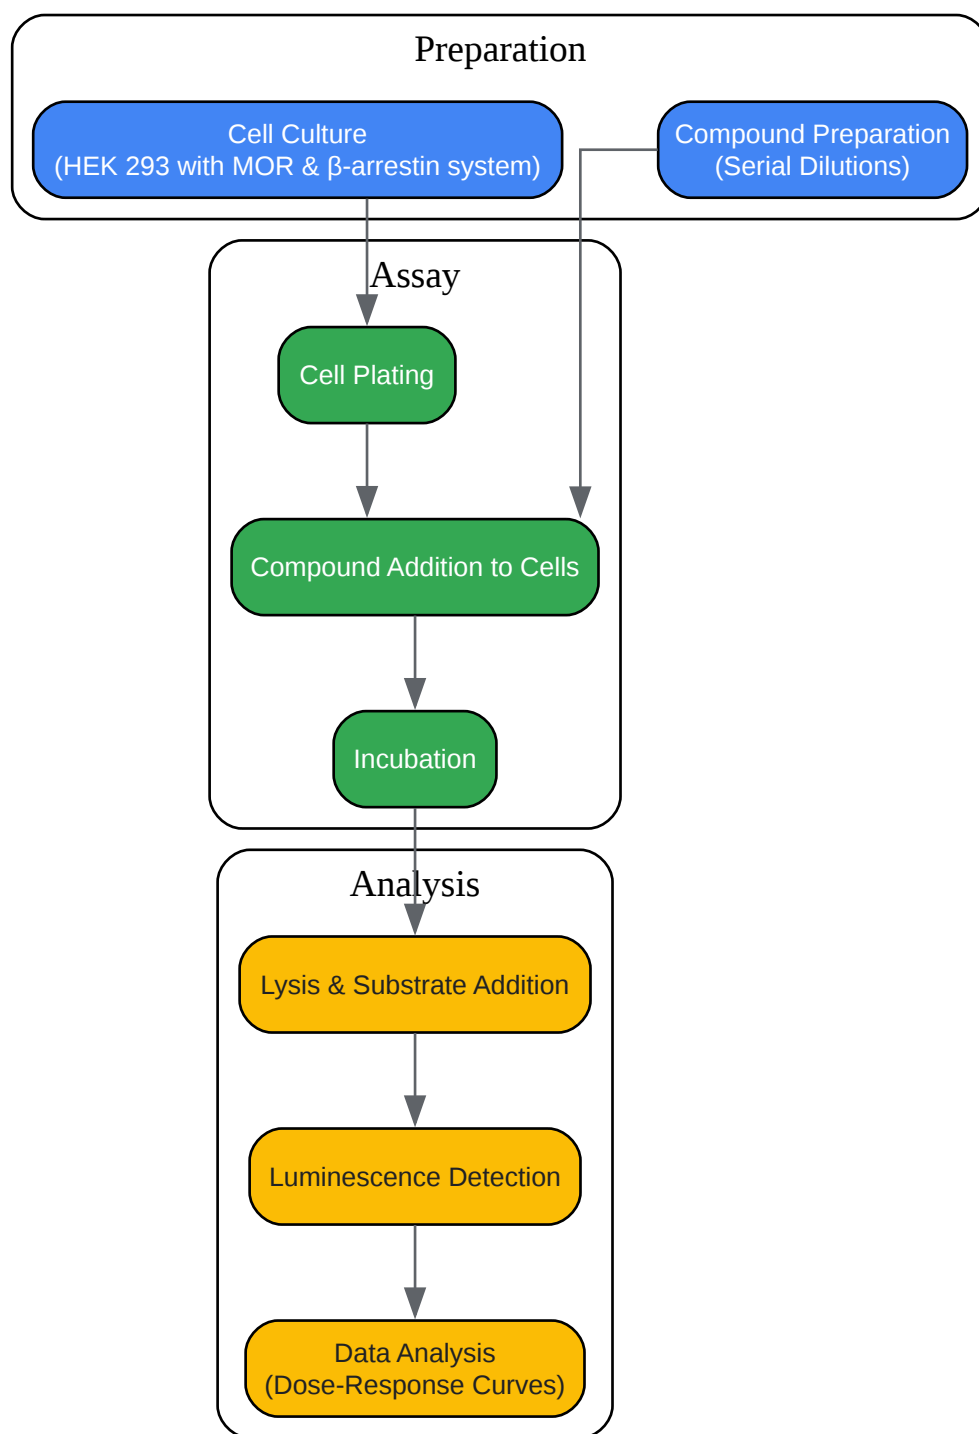 Preparation
Cell Culture
(HEK 293 with MOR & β-arrestin system)
Compound Preparation
(Serial Dilutions)
Assay
Cell Plating
Compound Addition to Cells
Incubation
Analysis
Lysis & Substrate Addition
Luminescence Detection
Data Analysis
(Dose-Response Curves)